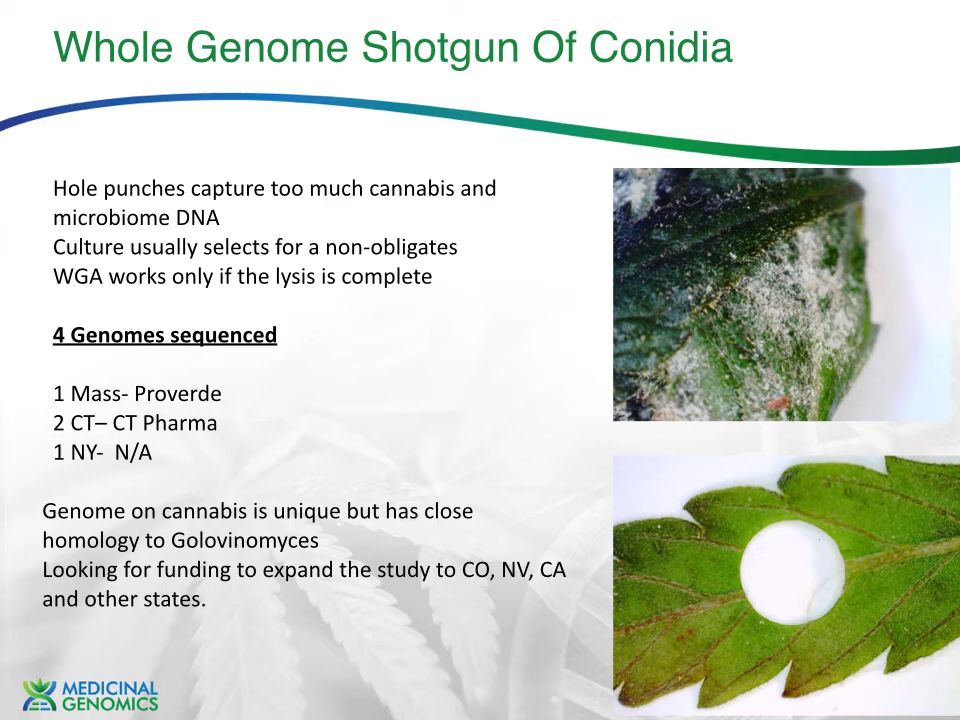 Whole Genome Shotgun Of Conidia
Hole punches capture too much cannabis and
microbiome DNA
Culture usually selects for a non-obligates
WGA works only if the lysis is complete
4 Genomes sequenced
1 Mass- Proverde
2 CT– CT Pharma
1 NY- N/A
Genome on cannabis is unique but has close
homology to Golovinomyces
Looking for funding to expand the study to CO, NV, CA
and other states.
MEDICINAL
GENOMICS